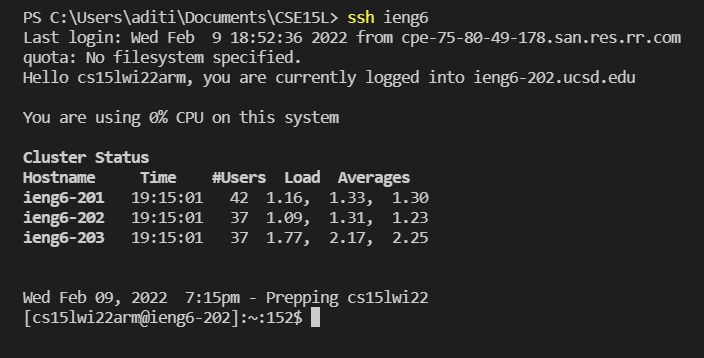 PS C:\Users\aditi\Documents\CSE15L> ssh ieng6
Last login: Wed Feb  9 18:52:36 2022 from cpe-75-80-49-178.san.res.rr.com
quota: No filesystem specified.
Hello cs15lwi22arm, you are currently logged into ieng6-202.ucsd.edu
You are using 0% CPU on this system
Cluster Status
Hostname     Time    #Users  Load  Averages
ieng6-201   19:15:01   42  1.16,  1.33,  1.30
ieng6-202   19:15:01   37  1.09,  1.31,  1.23
ieng6-203   19:15:01   37  1.77,  2.17,  2.25
Wed Feb 09, 2022  7:15pm - Prepping cs15lwi22
[cs15lwi22arm@ieng6-202]:~:152$